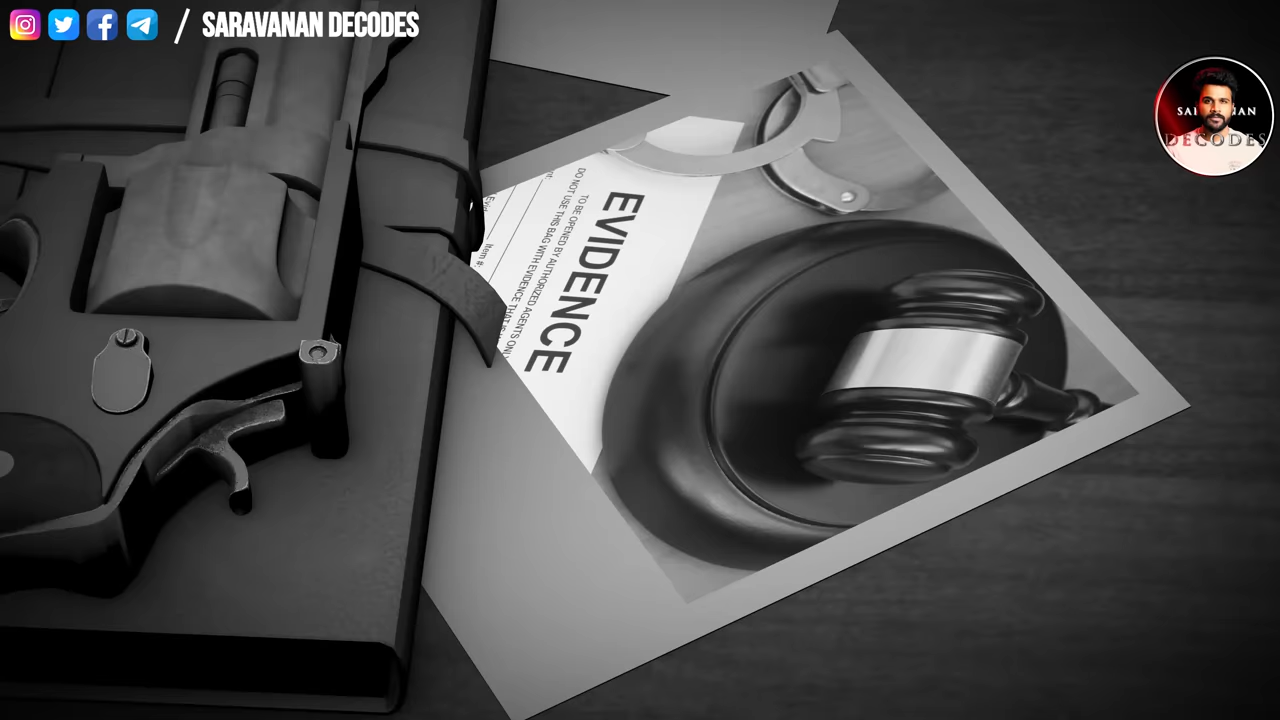 / SARAVANAN DECODES
DECODES
EVIDENCE
TO BE OPENED BY AUTHORIZED AGENTS ONLY
DO NOT USE THIS BAG WITH EVIDENCE THAT
Item #: